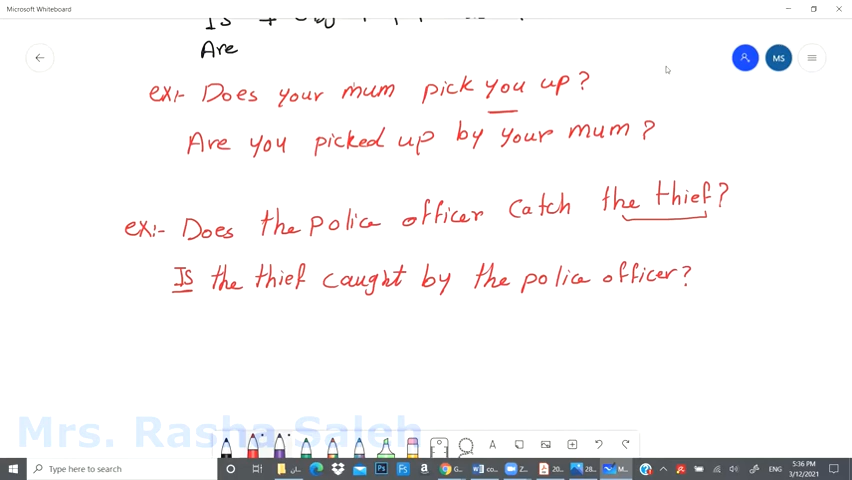 Microsoft Whiteboard
Is
Are
MS
ex:- Does your mum pick you up?
Are you picked up by your mum?
ex:- Does the police officer catch the thief?
Is the thief caught by the police officer?
Mrs. Rasha Saleh
Type here to search
ENG
5:36 PM
3/12/2021